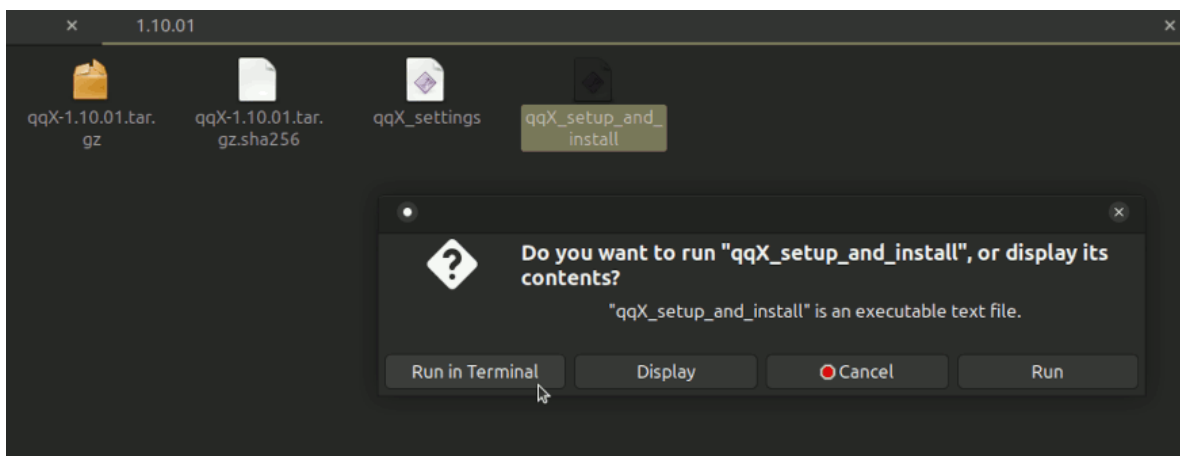 1.10.01
qqX-1.10.01.tar.
gz
qqX-1.10.01.tar.
gz.sha256
qqX_settings
qqX_setup_and_
install
Do you want to run "qqX_setup_and_install", or display its
contents?
"qqX_setup_and_install" is an executable text file.
Run in Terminal
Display
Cancel
Run